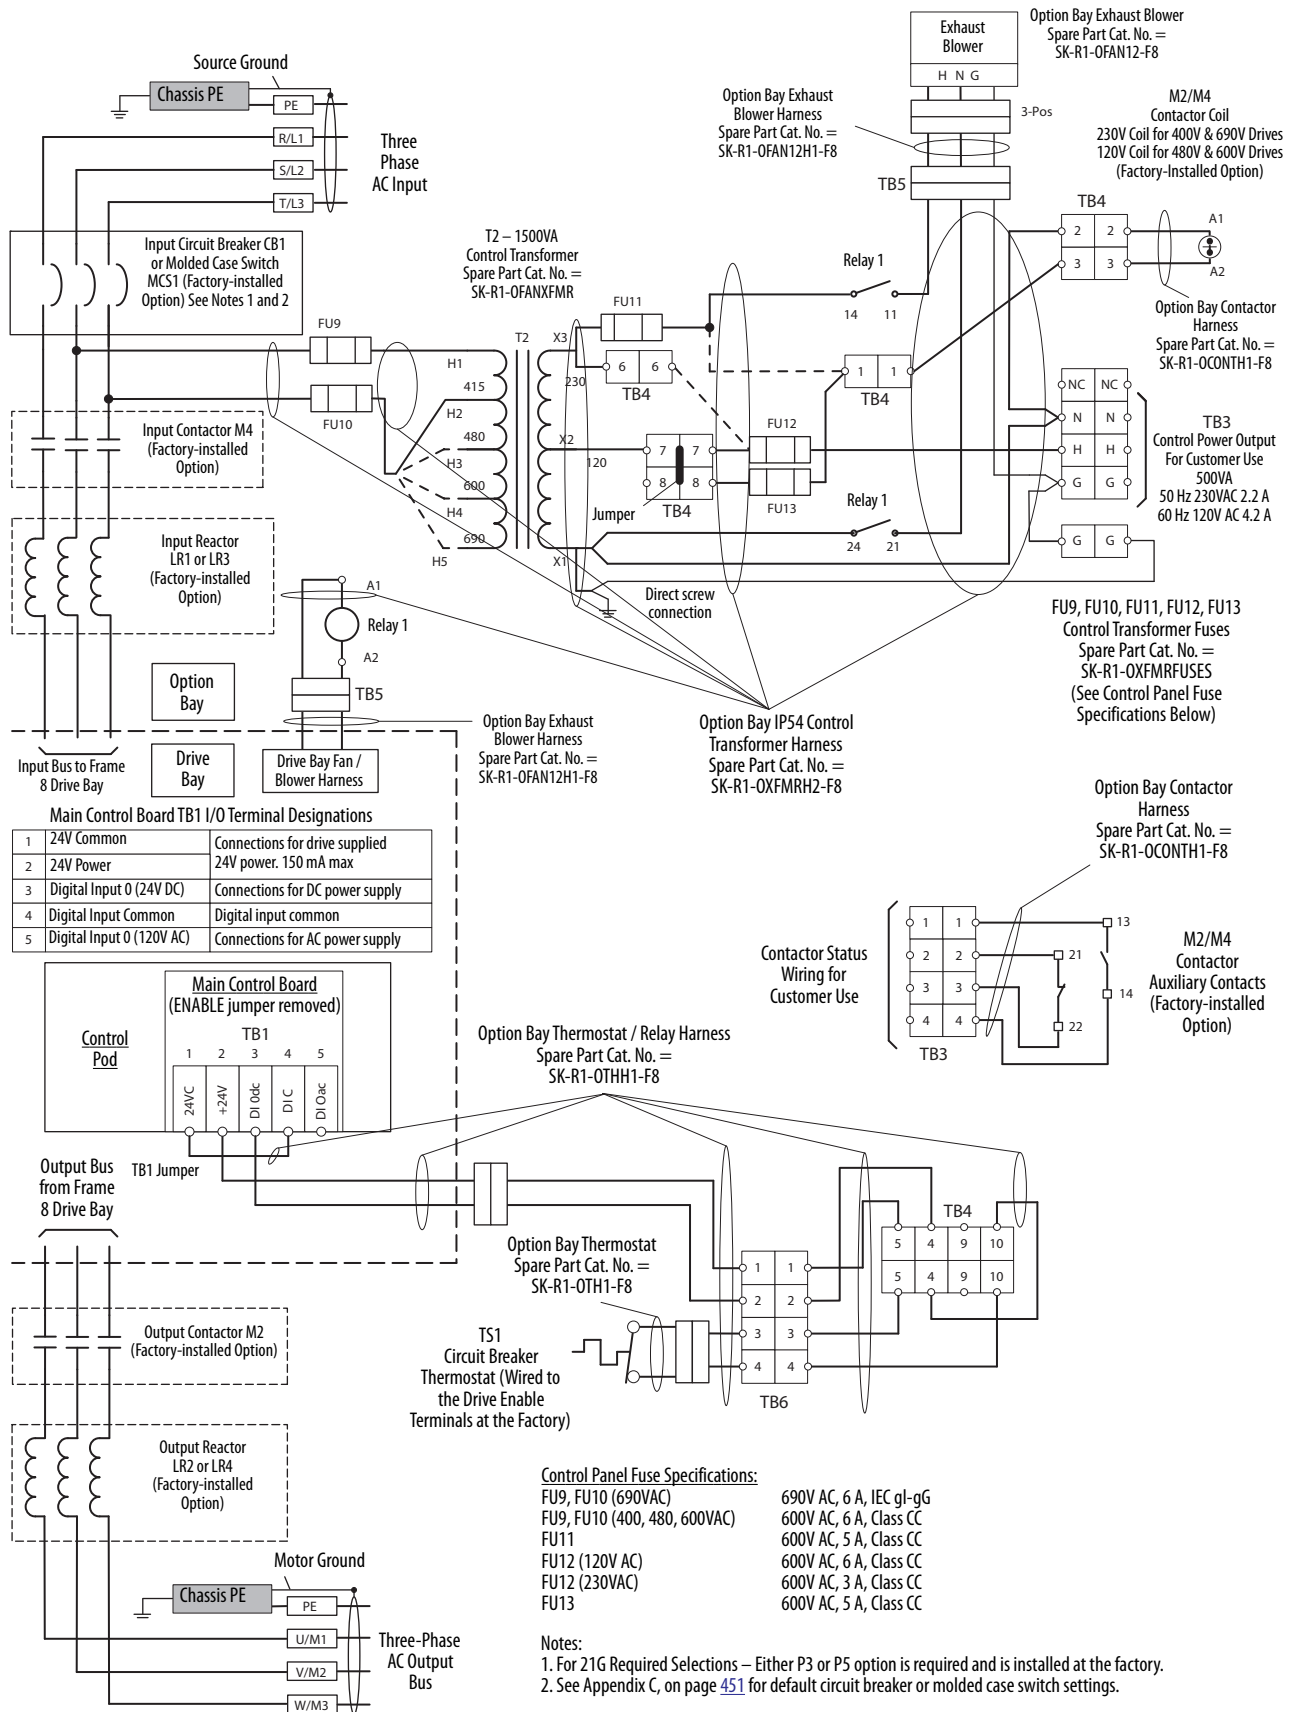 Exhaust
Blower
H N G
Option Bay Exhaust Blower
Spare Part Cat. No. =
SK-R1-OFAN12-F8
Source Ground
Chassis PE
PE
R/L1
S/L2
T/L3
Three
Phase
AC Input
Option Bay Exhaust
Blower Harness
Spare Part Cat. No. =
SK-R1-OFAN12H1-F8
3-Pos
TB5
M2/M4
Contactor Coil
230V Coil for 400V & 690V Drives
120V Coil for 480V & 600V Drives
(Factory-Installed Option)
TB4
2 2
3 3
A1
A2
Input Circuit Breaker CB1
or Molded Case Switch
MCS1 (Factory-installed
Option) See Notes 1 and 2
T2 – 1500VA
Control Transformer
Spare Part Cat. No. =
SK-R1-OFANXFMR
Relay 1
14 11
Option Bay Contactor
Harness
Spare Part Cat. No. =
SK-R1-OCONTH1-F8
FU9
FU10
FU11
T2
X3
H1
415
H2
480
H3
600
H4
690
H5
230
X2
120
X1
6 6
TB4
1 1
TB4
FU12
FU13
7 7
8 8
TB4
Jumper
Relay 1
24 21
Direct screw
connection
NC NC
N N
H H
G G
G G
TB3
Control Power Output
For Customer Use
500VA
50 Hz 230VAC 2.2 A
60 Hz 120V AC 4.2 A
Input Contactor M4
(Factory-installed
Option)
Input Reactor
LR1 or LR3
(Factory-installed
Option)
A1
Relay 1
A2
TB5
Option
Bay
Drive
Bay
Input Bus to Frame
8 Drive Bay
Drive Bay Fan /
Blower Harness
Option Bay Exhaust
Blower Harness
Spare Part Cat. No. =
SK-R1-OFAN12H1-F8
Option Bay IP54 Control
Transformer Harness
Spare Part Cat. No. =
SK-R1-OXFMRH2-F8
FU9, FU10, FU11, FU12, FU13
Control Transformer Fuses
Spare Part Cat. No. =
SK-R1-OXFMRFUSES
(See Control Panel Fuse
Specifications Below)
Main Control Board TB1 I/O Terminal Designations
1 24V Common Connections for drive supplied
2 24V Power 24V power. 150 mA max
3 Digital Input 0 (24V DC) Connections for DC power supply
4 Digital Input Common Digital input common
5 Digital Input 0 (120V AC) Connections for AC power supply
Option Bay Contactor
Harness
Spare Part Cat. No. =
SK-R1-OCONTH1-F8
Contactor Status
Wiring for
Customer Use
1 1
2 2
3 3
4 4
TB3
13
21
14
22
M2/M4
Contactor
Auxiliary Contacts
(Factory-installed
Option)
Control
Pod
Main Control Board
(ENABLE jumper removed)
TB1
1 2 3 4 5
24VC
+24V
DI 0dc
DI C
DI Oac
TB1 Jumper
Option Bay Thermostat / Relay Harness
Spare Part Cat. No. =
SK-R1-OTHH1-F8
Output Bus
from Frame
8 Drive Bay
Option Bay Thermostat
Spare Part Cat. No. =
SK-R1-OTH1-F8
TB4
5 4 9 10
5 4 9 10
1 1
2 2
3 3
4 4
TB6
TS1
Circuit Breaker
Thermostat (Wired to
the Drive Enable
Terminals at the Factory)
Output Contactor M2
(Factory-installed Option)
Output Reactor
LR2 or LR4
(Factory-installed
Option)
Control Panel Fuse Specifications:
FU9, FU10 (690VAC) 690V AC, 6 A, IEC gI-gG
FU9, FU10 (400, 480, 600VAC) 600V AC, 6 A, Class CC
FU11 600V AC, 5 A, Class CC
FU12 (120V AC) 600V AC, 6 A, Class CC
FU12 (230VAC) 600V AC, 3 A, Class CC
FU13 600V AC, 5 A, Class CC
Motor Ground
Chassis PE
PE
U/M1
V/M2
W/M3
Three-Phase
AC Output
Bus
Notes:
1. For 21G Required Selections – Either P3 or P5 option is required and is installed at the factory.
2. See Appendix C, on page 451 for default circuit breaker or molded case switch settings.